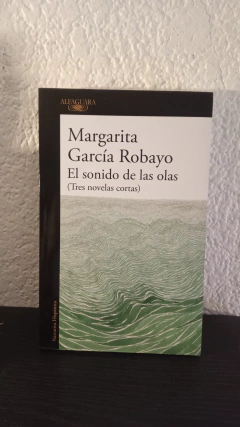 ALFAGUARA
Margarita
García Robayo
El sonido de las olas
(Tres novelas cortas)
Narrativa Hispánica